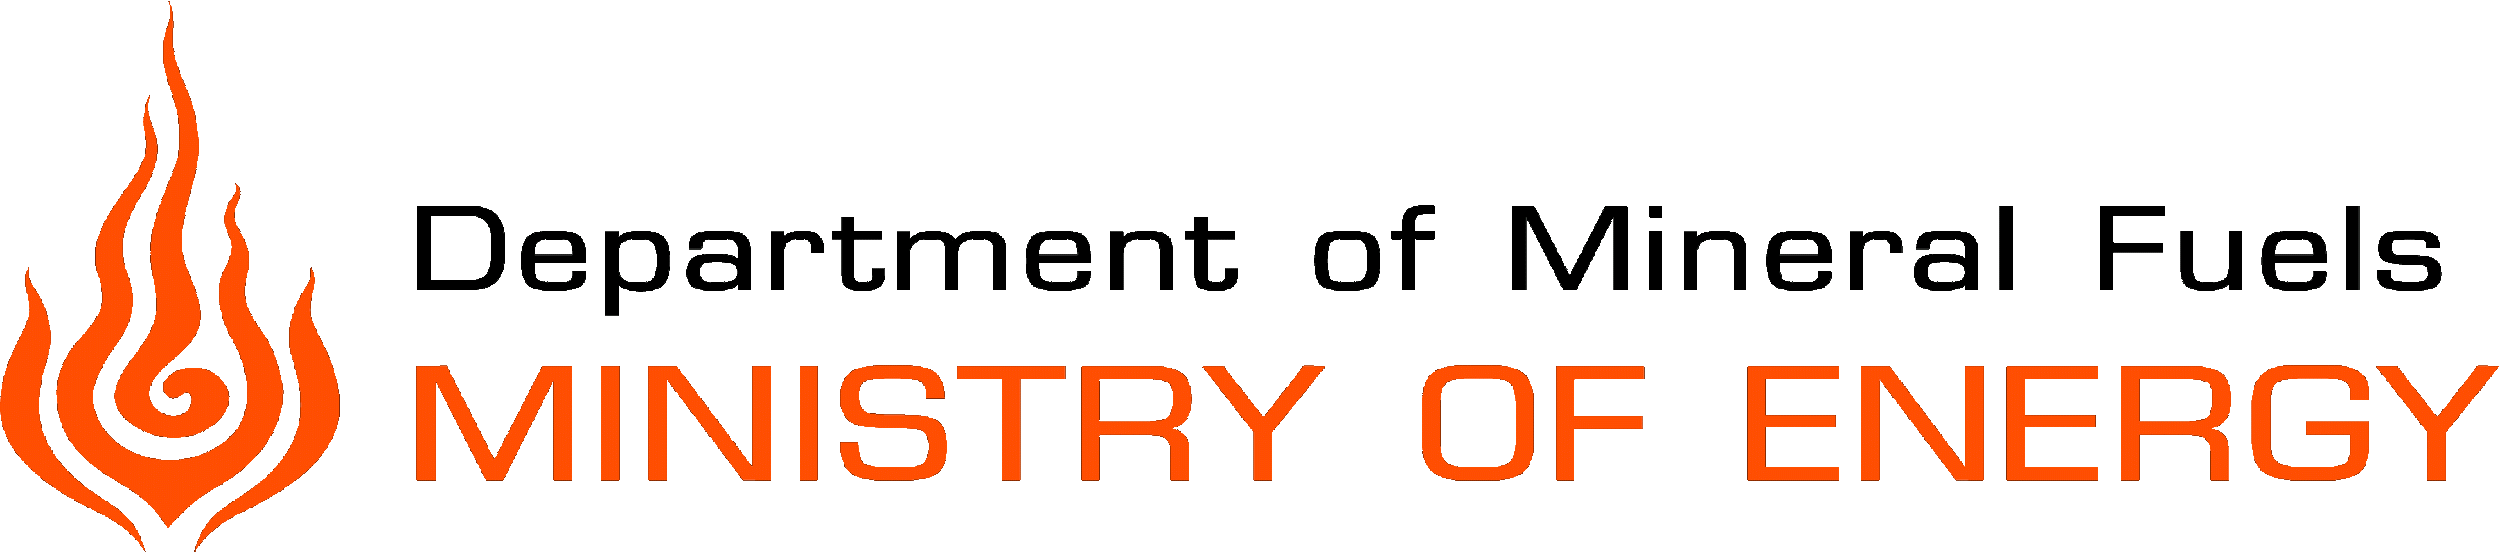 Department of Mineral Fuels
MINISTRY OF ENERGY